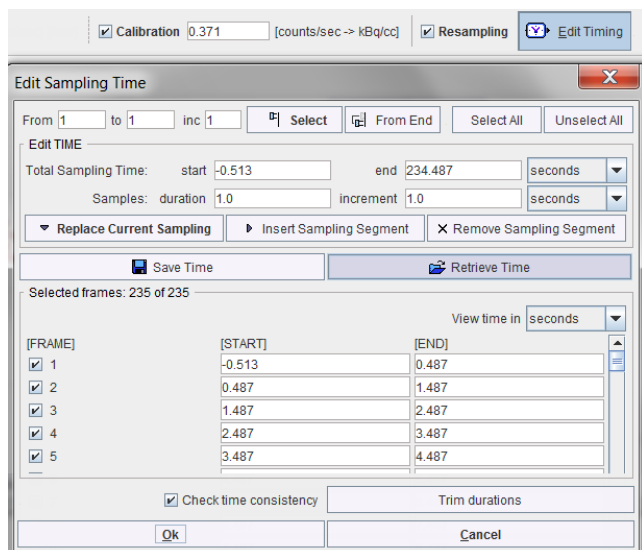 Calibration 0.371 [counts/sec -> kBq/cc] Resampling Edit Timing
Edit Sampling Time
From 1 to 1 inc 1 Select From End Select All Unselect All
Edit TIME
Total Sampling Time: start -0.513 end 234.487 seconds
Samples: duration 1.0 increment 1.0 seconds
Replace Current Sampling Insert Sampling Segment Remove Sampling Segment
Save Time Retrieve Time
Selected frames: 235 of 235
View time in seconds
[FRAME] [START] [END]
1 -0.513 0.487
2 0.487 1.487
3 1.487 2.487
4 2.487 3.487
5 3.487 4.487
Check time consistency Trim durations
Ok Cancel